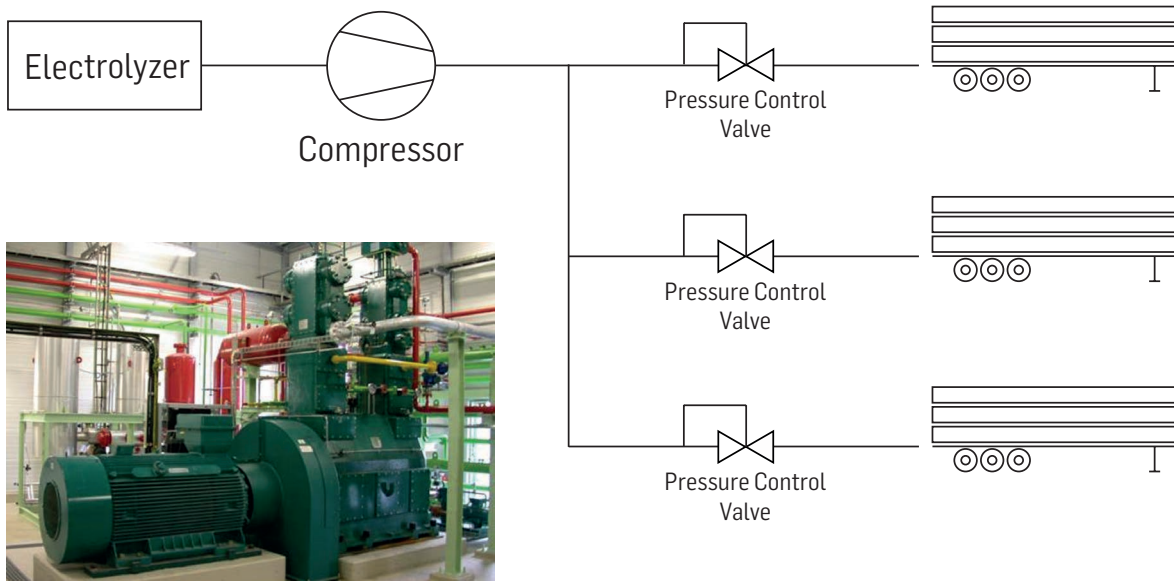 Electrolyzer
Compressor
Pressure Control
Valve
Pressure Control
Valve
Pressure Control
Valve